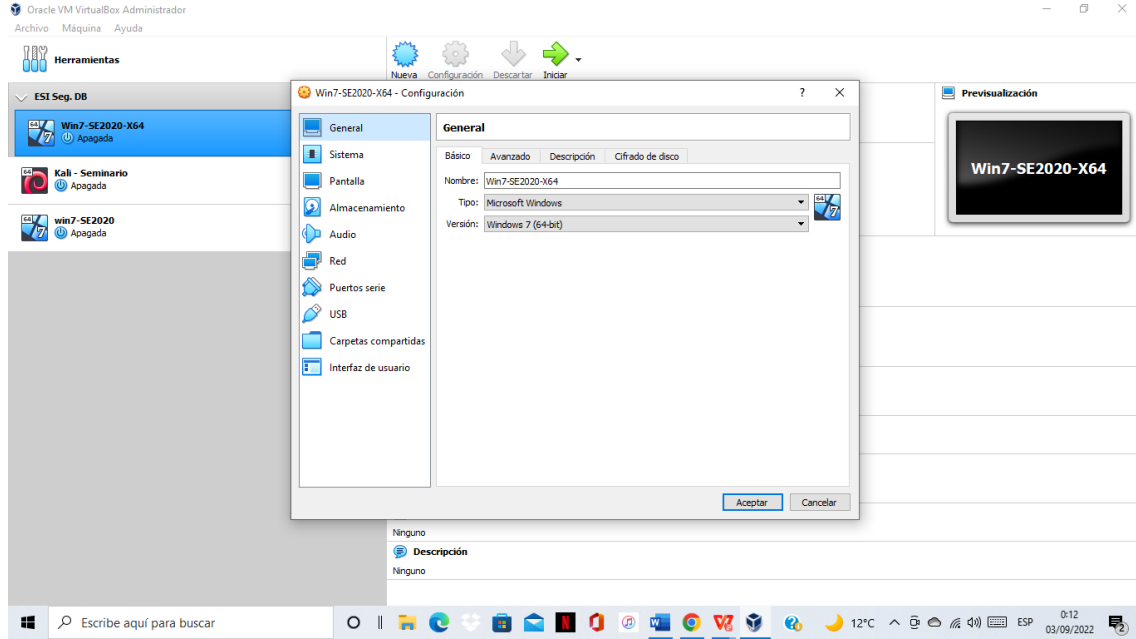 Oracle VM VirtualBox Administrador
Archivo Máquina Ayuda
Herramientas
Nueva Configuración Descartar Iniciar
ESI Seg. DB
Win7-SE2020-X64
Apagada
Kali - Seminario
Apagada
win7-SE2020
Apagada
Win7-SE2020-X64 - Configuración
General
Sistema
Pantalla
Almacenamiento
Audio
Red
Puertos serie
USB
Carpetas compartidas
Interfaz de usuario
General
Básico Avanzado Descripción Cifrado de disco
Nombre: Win7-SE2020-X64
Tipo: Microsoft Windows
Versión: Windows 7 (64-bit)
Aceptar Cancelar
Previsualización
Win7-SE2020-X64
Ninguno
Descripción
Ninguno
Escribe aquí para buscar
12°C
ESP
0:12
03/09/2022